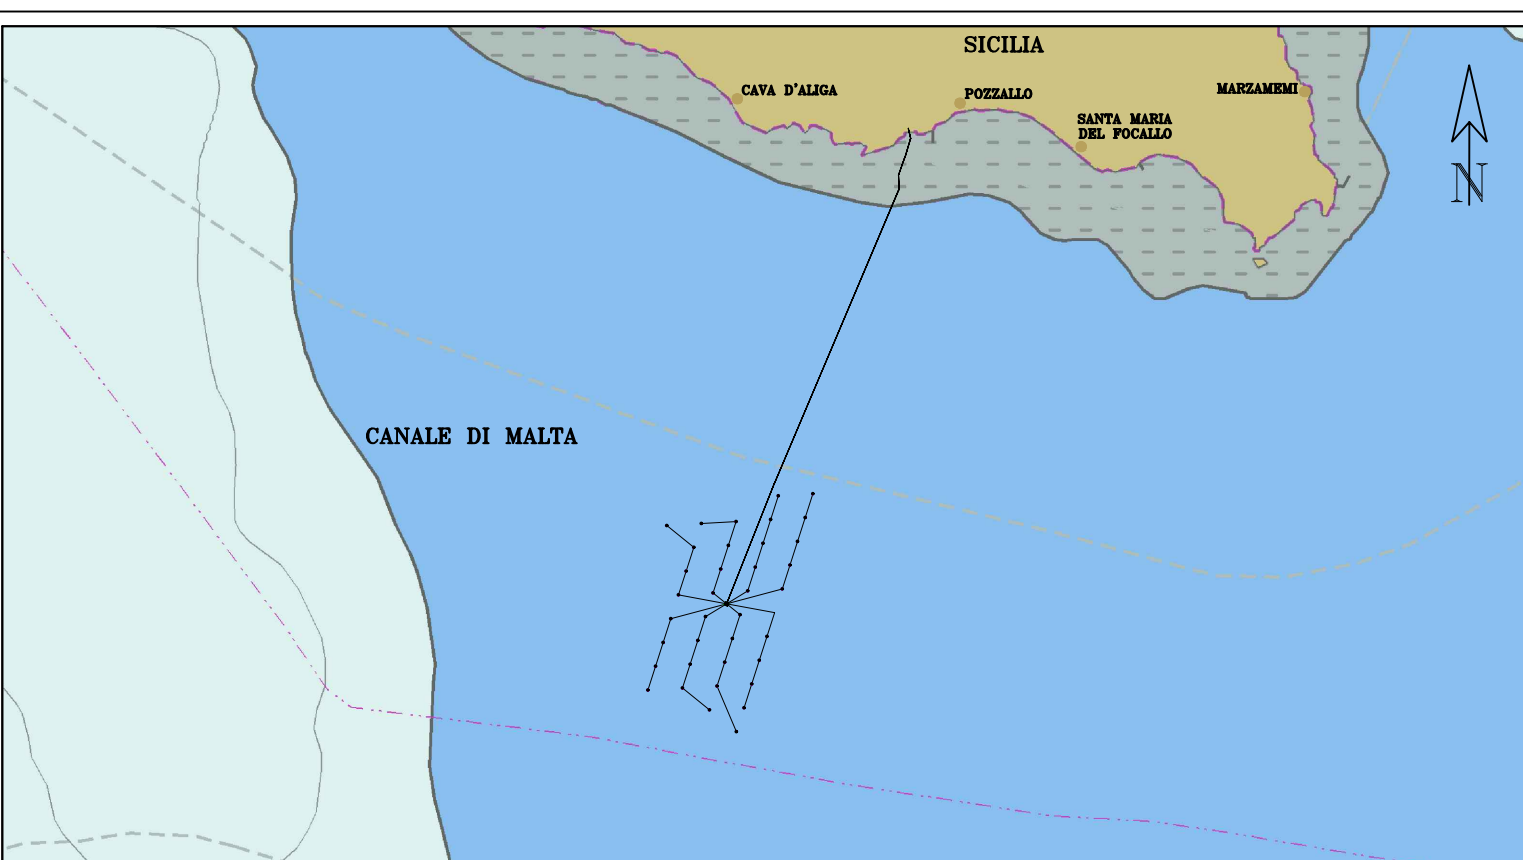 SICILIA
CAVA D'ALIGA
POZZALLO
MARZAMEMI
SANTA MARIA
DEL FOCALLO
N
CANALE DI MALTA